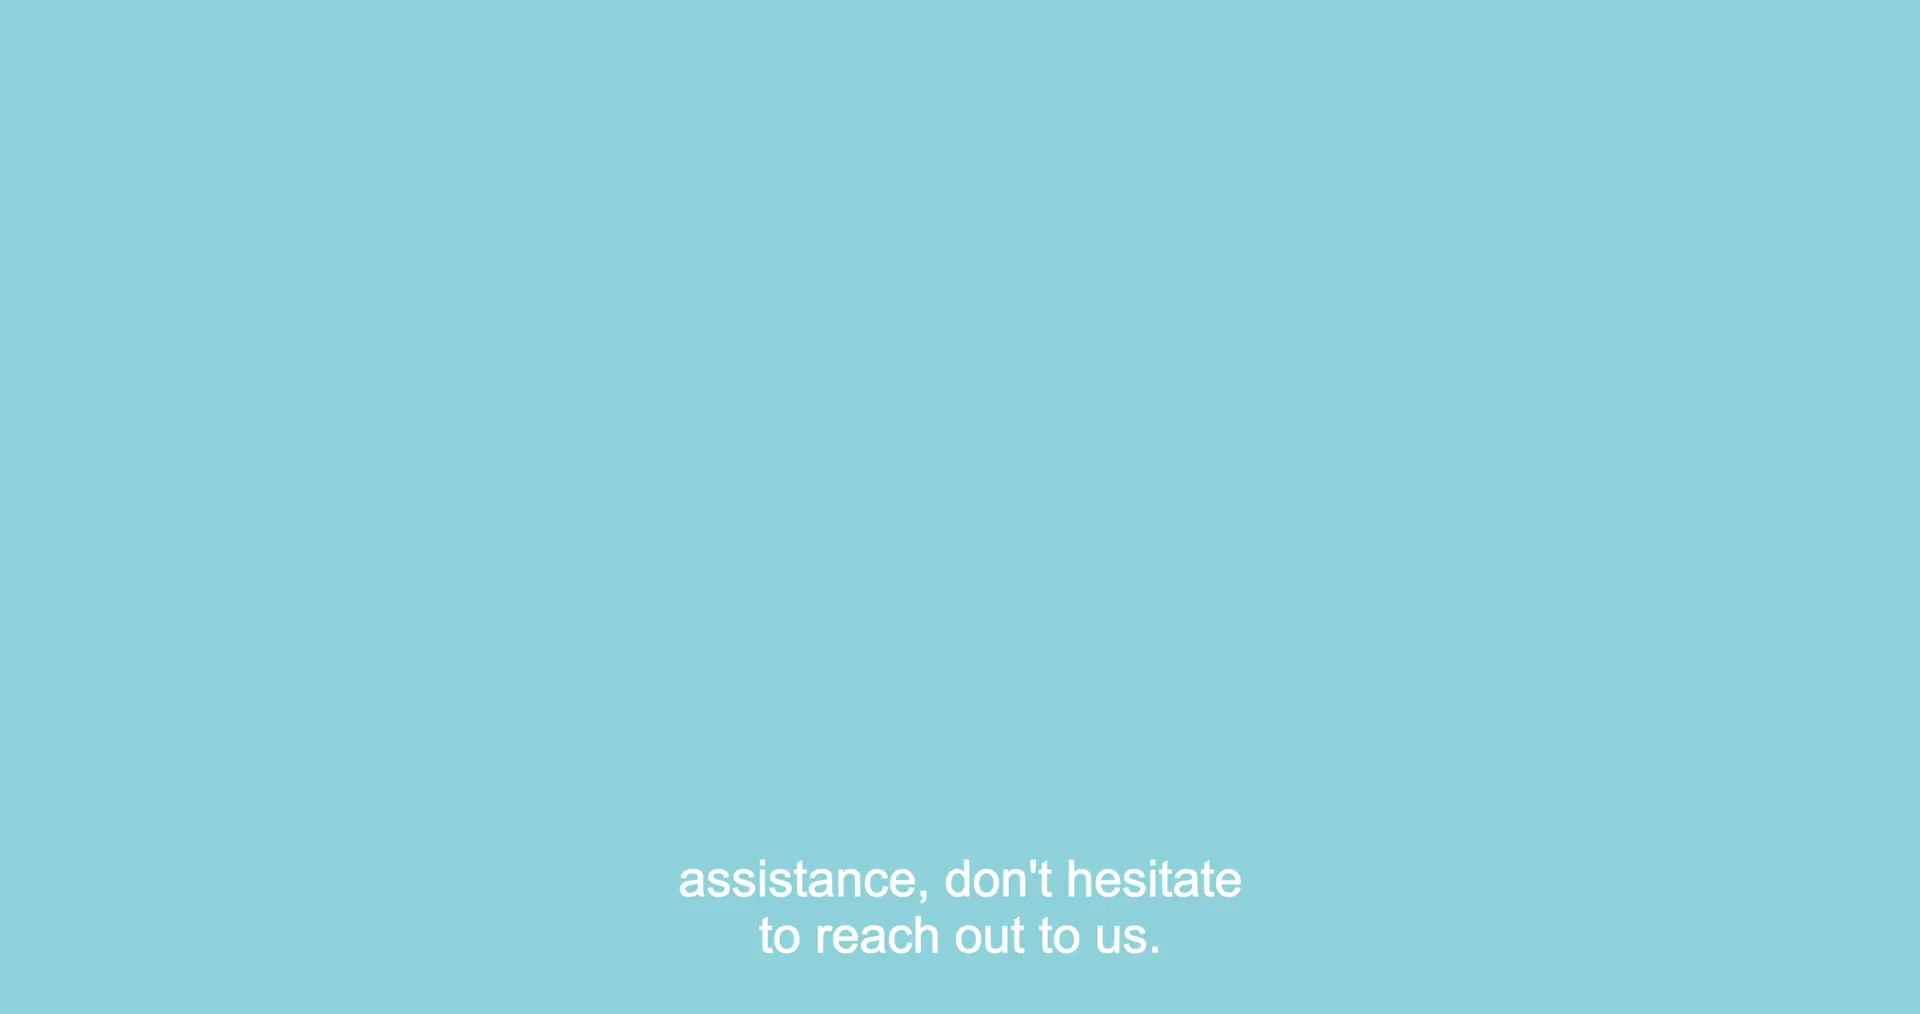 assistance, don't hesitate
to reach out to us.